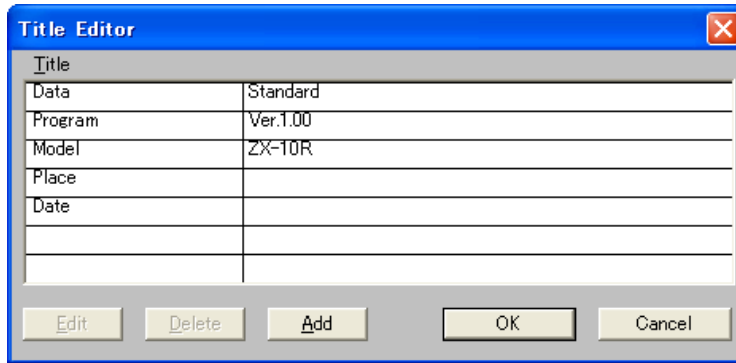 Title Editor
Title
Data Standard
Program Ver.1.00
Model ZX-10R
Place
Date
Edit Delete Add OK Cancel